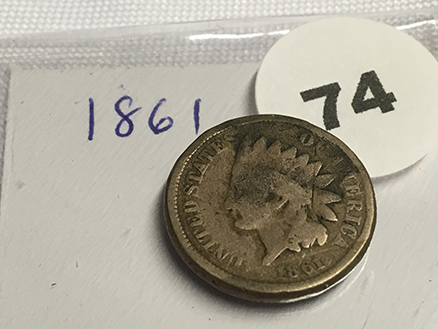 1861
74
UNITED STATES OF AMERICA
1861